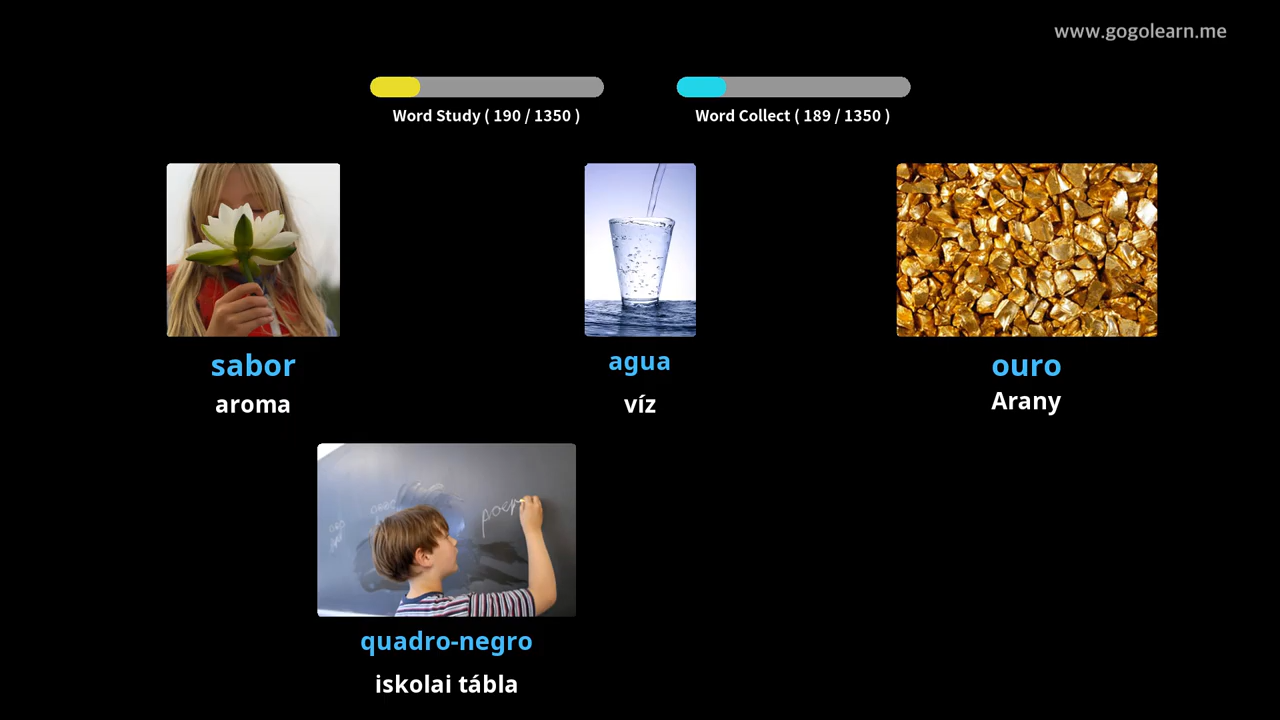 www.gogolearn.me
Word Study ( 190 / 1350 )
Word Collect ( 189 / 1350 )
sabor
aroma
agua
víz
ouro
Arany
poem
quadro-negro
iskolai tábla